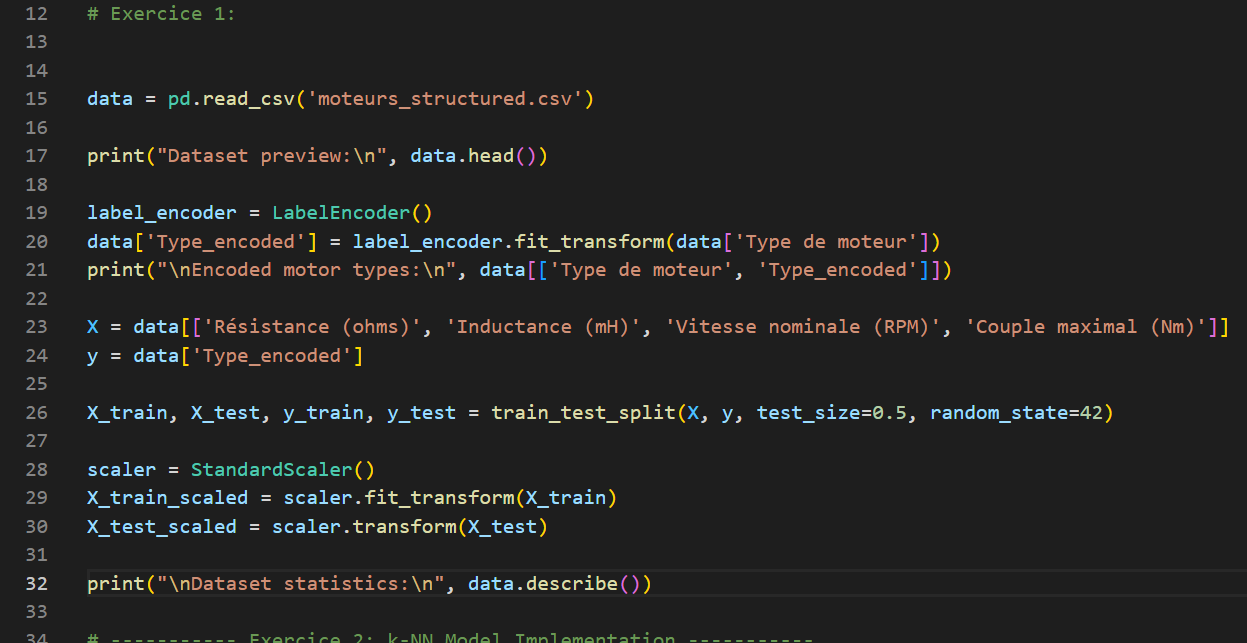 12 # Exercice 1:
13
14
15 data = pd.read_csv('moteurs_structured.csv')
16
17 print("Dataset preview:\n", data.head())
18
19 label_encoder = LabelEncoder()
20 data['Type_encoded'] = label_encoder.fit_transform(data['Type de moteur'])
21 print("\nEncoded motor types:\n", data[['Type de moteur', 'Type_encoded']])
22
23 X = data[['Résistance (ohms)', 'Inductance (mH)', 'Vitesse nominale (RPM)', 'Couple maximal (Nm)']]
24 y = data['Type_encoded']
25
26 X_train, X_test, y_train, y_test = train_test_split(X, y, test_size=0.5, random_state=42)
27
28 scaler = StandardScaler()
29 X_train_scaled = scaler.fit_transform(X_train)
30 X_test_scaled = scaler.transform(X_test)
31
32 print("\nDataset statistics:\n", data.describe())
33
34 # ----------- Exercice 2: k-NN Model Implementation -----------